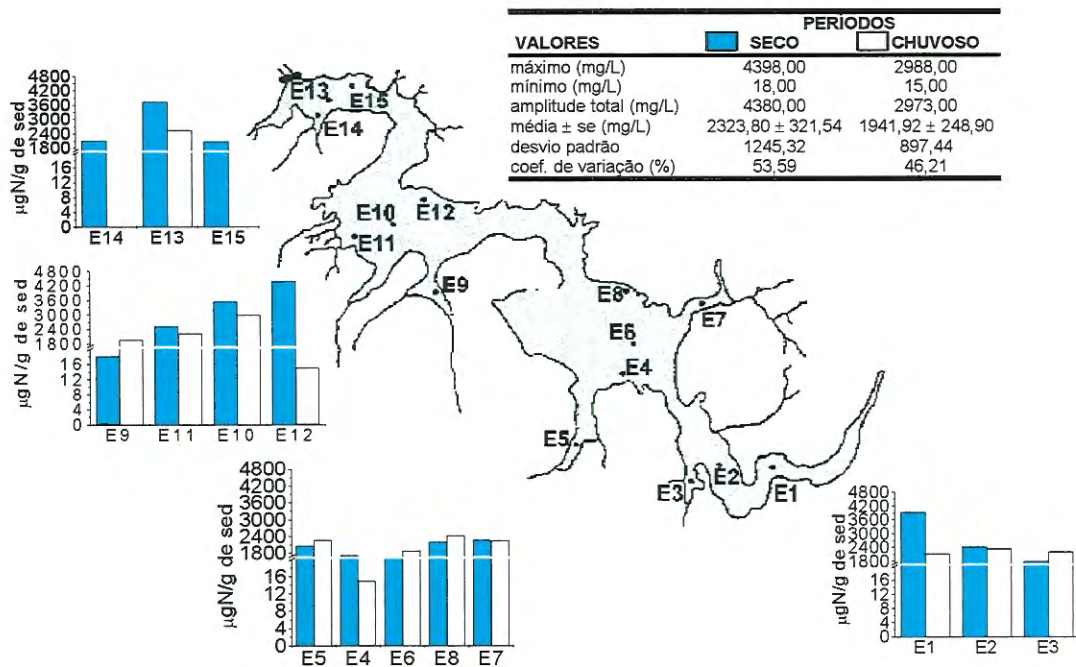 PERÍODOS
VALORES SECO CHUVOSO
máximo (mg/L) 4398,00 2988,00
mínimo (mg/L) 18,00 15,00
amplitude total (mg/L) 4380,00 2973,00
média ± se (mg/L) 2323,80 ± 321,54 1941,92 ± 248,90
desvio padrão 1245,32 897,44
coef. de variação (%) 53,59 46,21
µgN/g de sed
4800
4200
3600
3000
2400
1800
16
12
8
4
0
E14 E13 E15
E13 E15
E14
E10 E12
E11
E9
E8
E7
E6
E4
E5
E3 E2 E1
µgN/g de sed
4800
4200
3600
3000
2400
1800
16
12
8
4
0
E9 E11 E10 E12
µgN/g de sed
4800
4200
3600
3000
2400
1800
16
12
8
4
0
E5 E4 E6 E8 E7
µgN/g de sed
4800
4200
3600
3000
2400
1800
16
12
8
4
0
E1 E2 E3